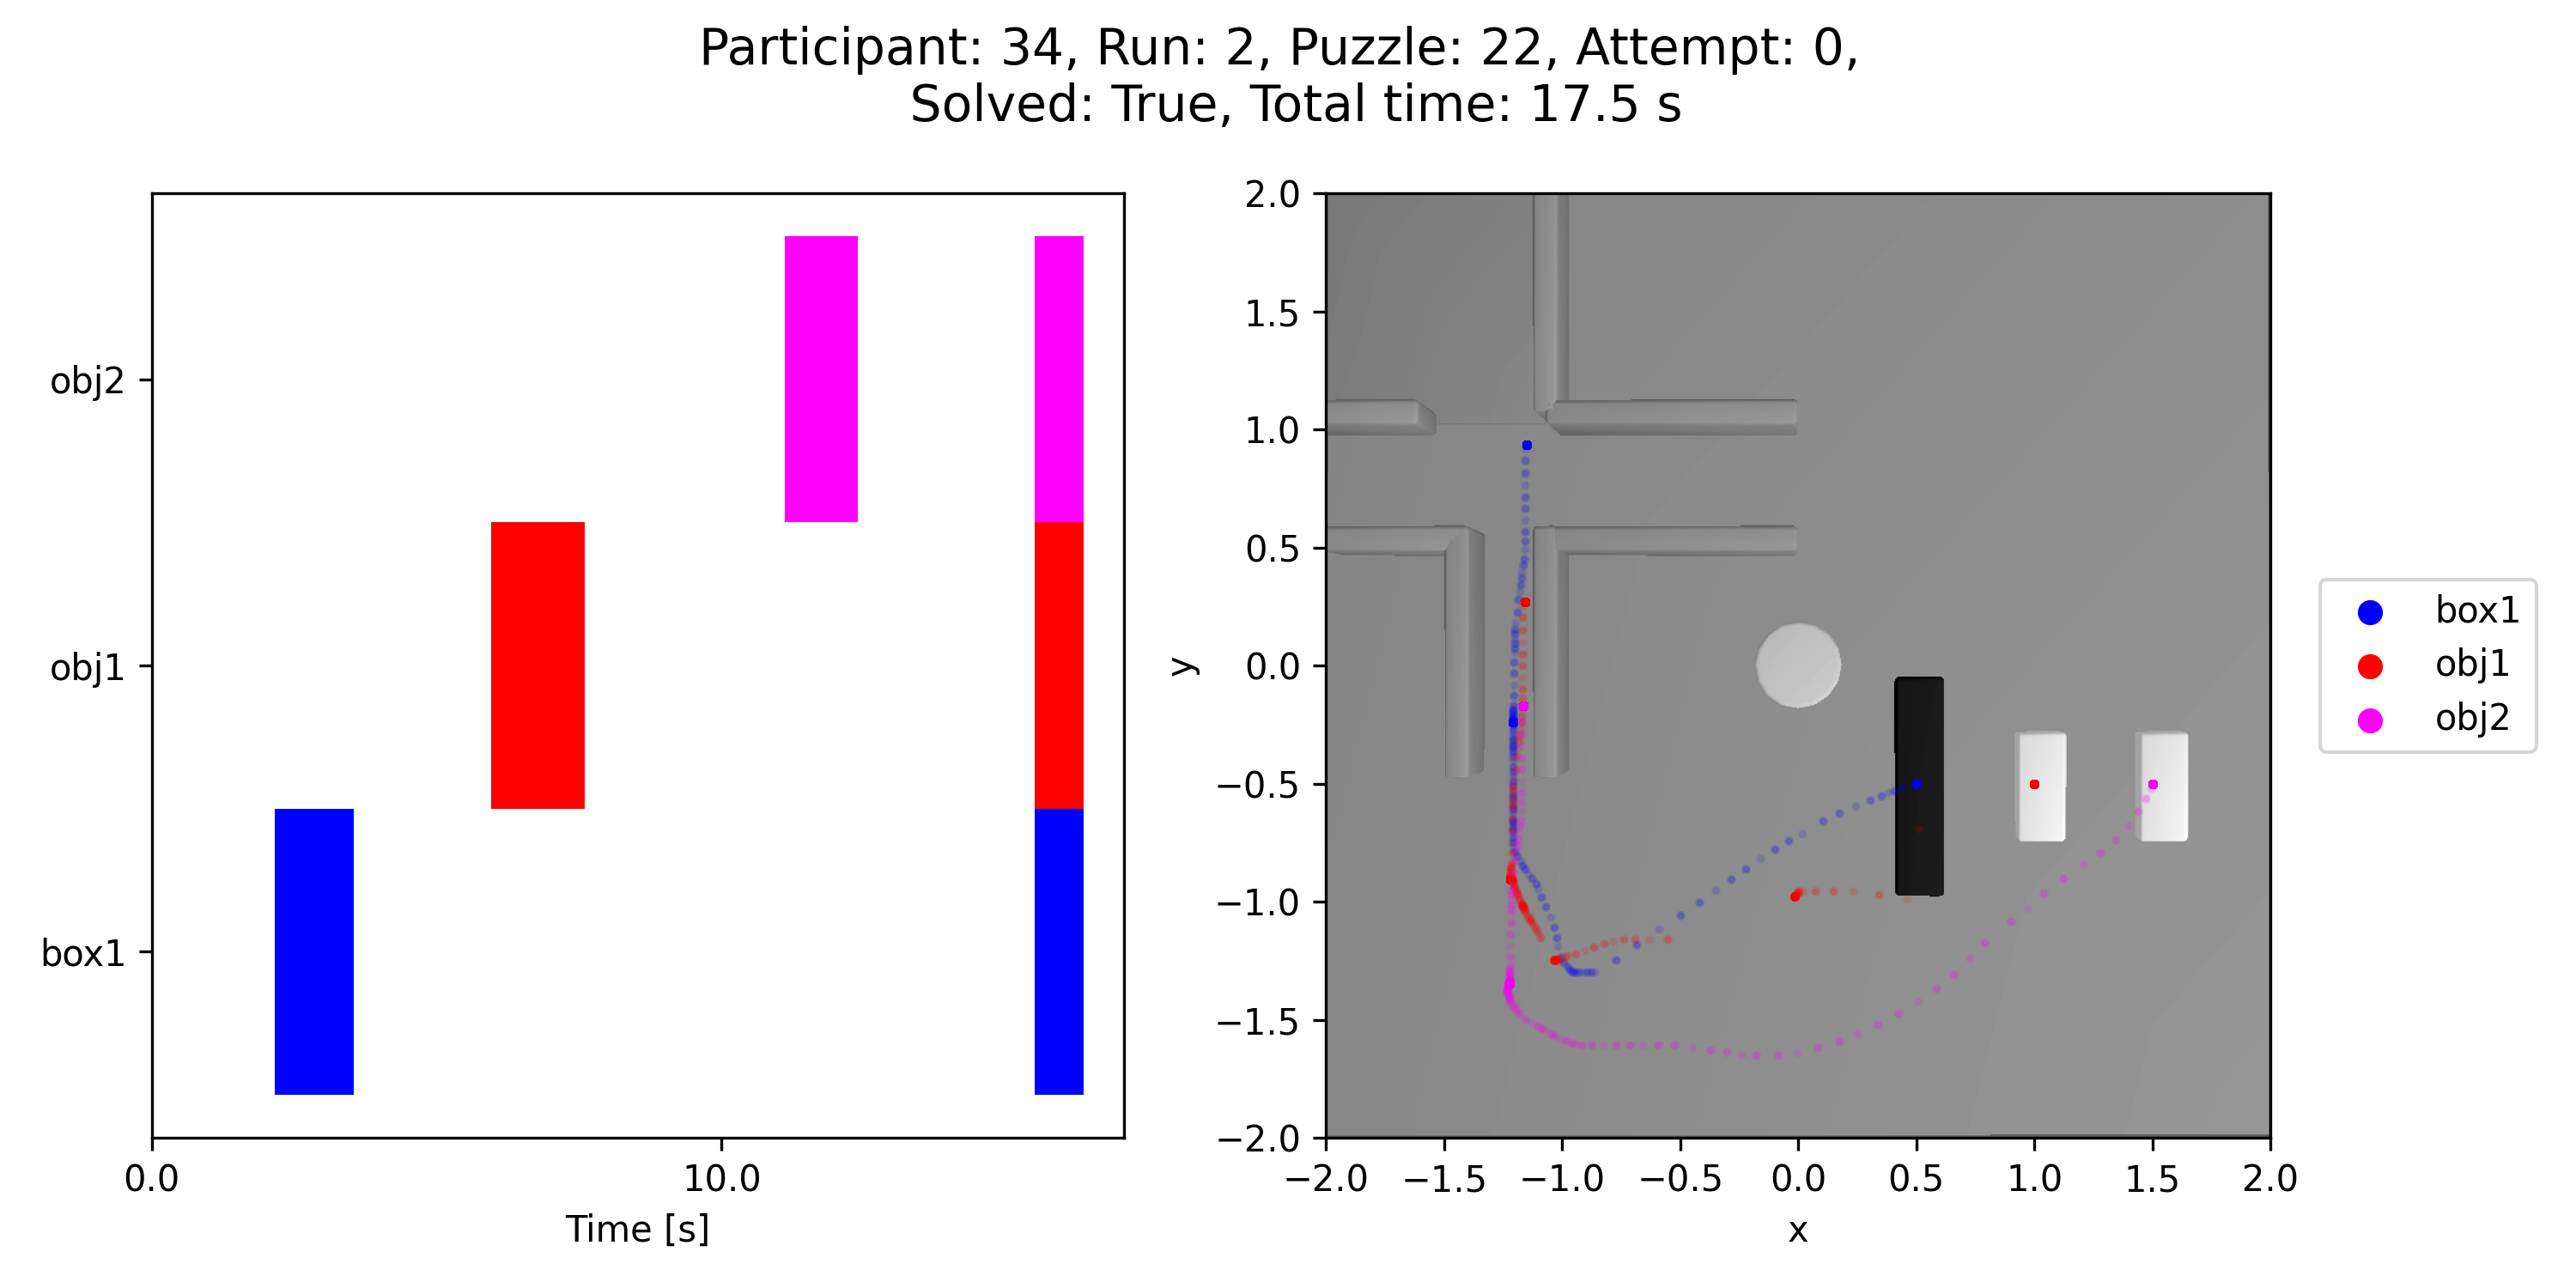 Participant: 34, Run: 2, Puzzle: 22, Attempt: 0,
Solved: True, Total time: 17.5 s
obj2
obj1
box1
0.0 10.0
Time [s]
2.0
1.5
1.0
0.5
0.0
−0.5
−1.0
−1.5
−2.0
y
−2.0 −1.5 −1.0 −0.5 0.0 0.5 1.0 1.5 2.0
x
box1
obj1
obj2